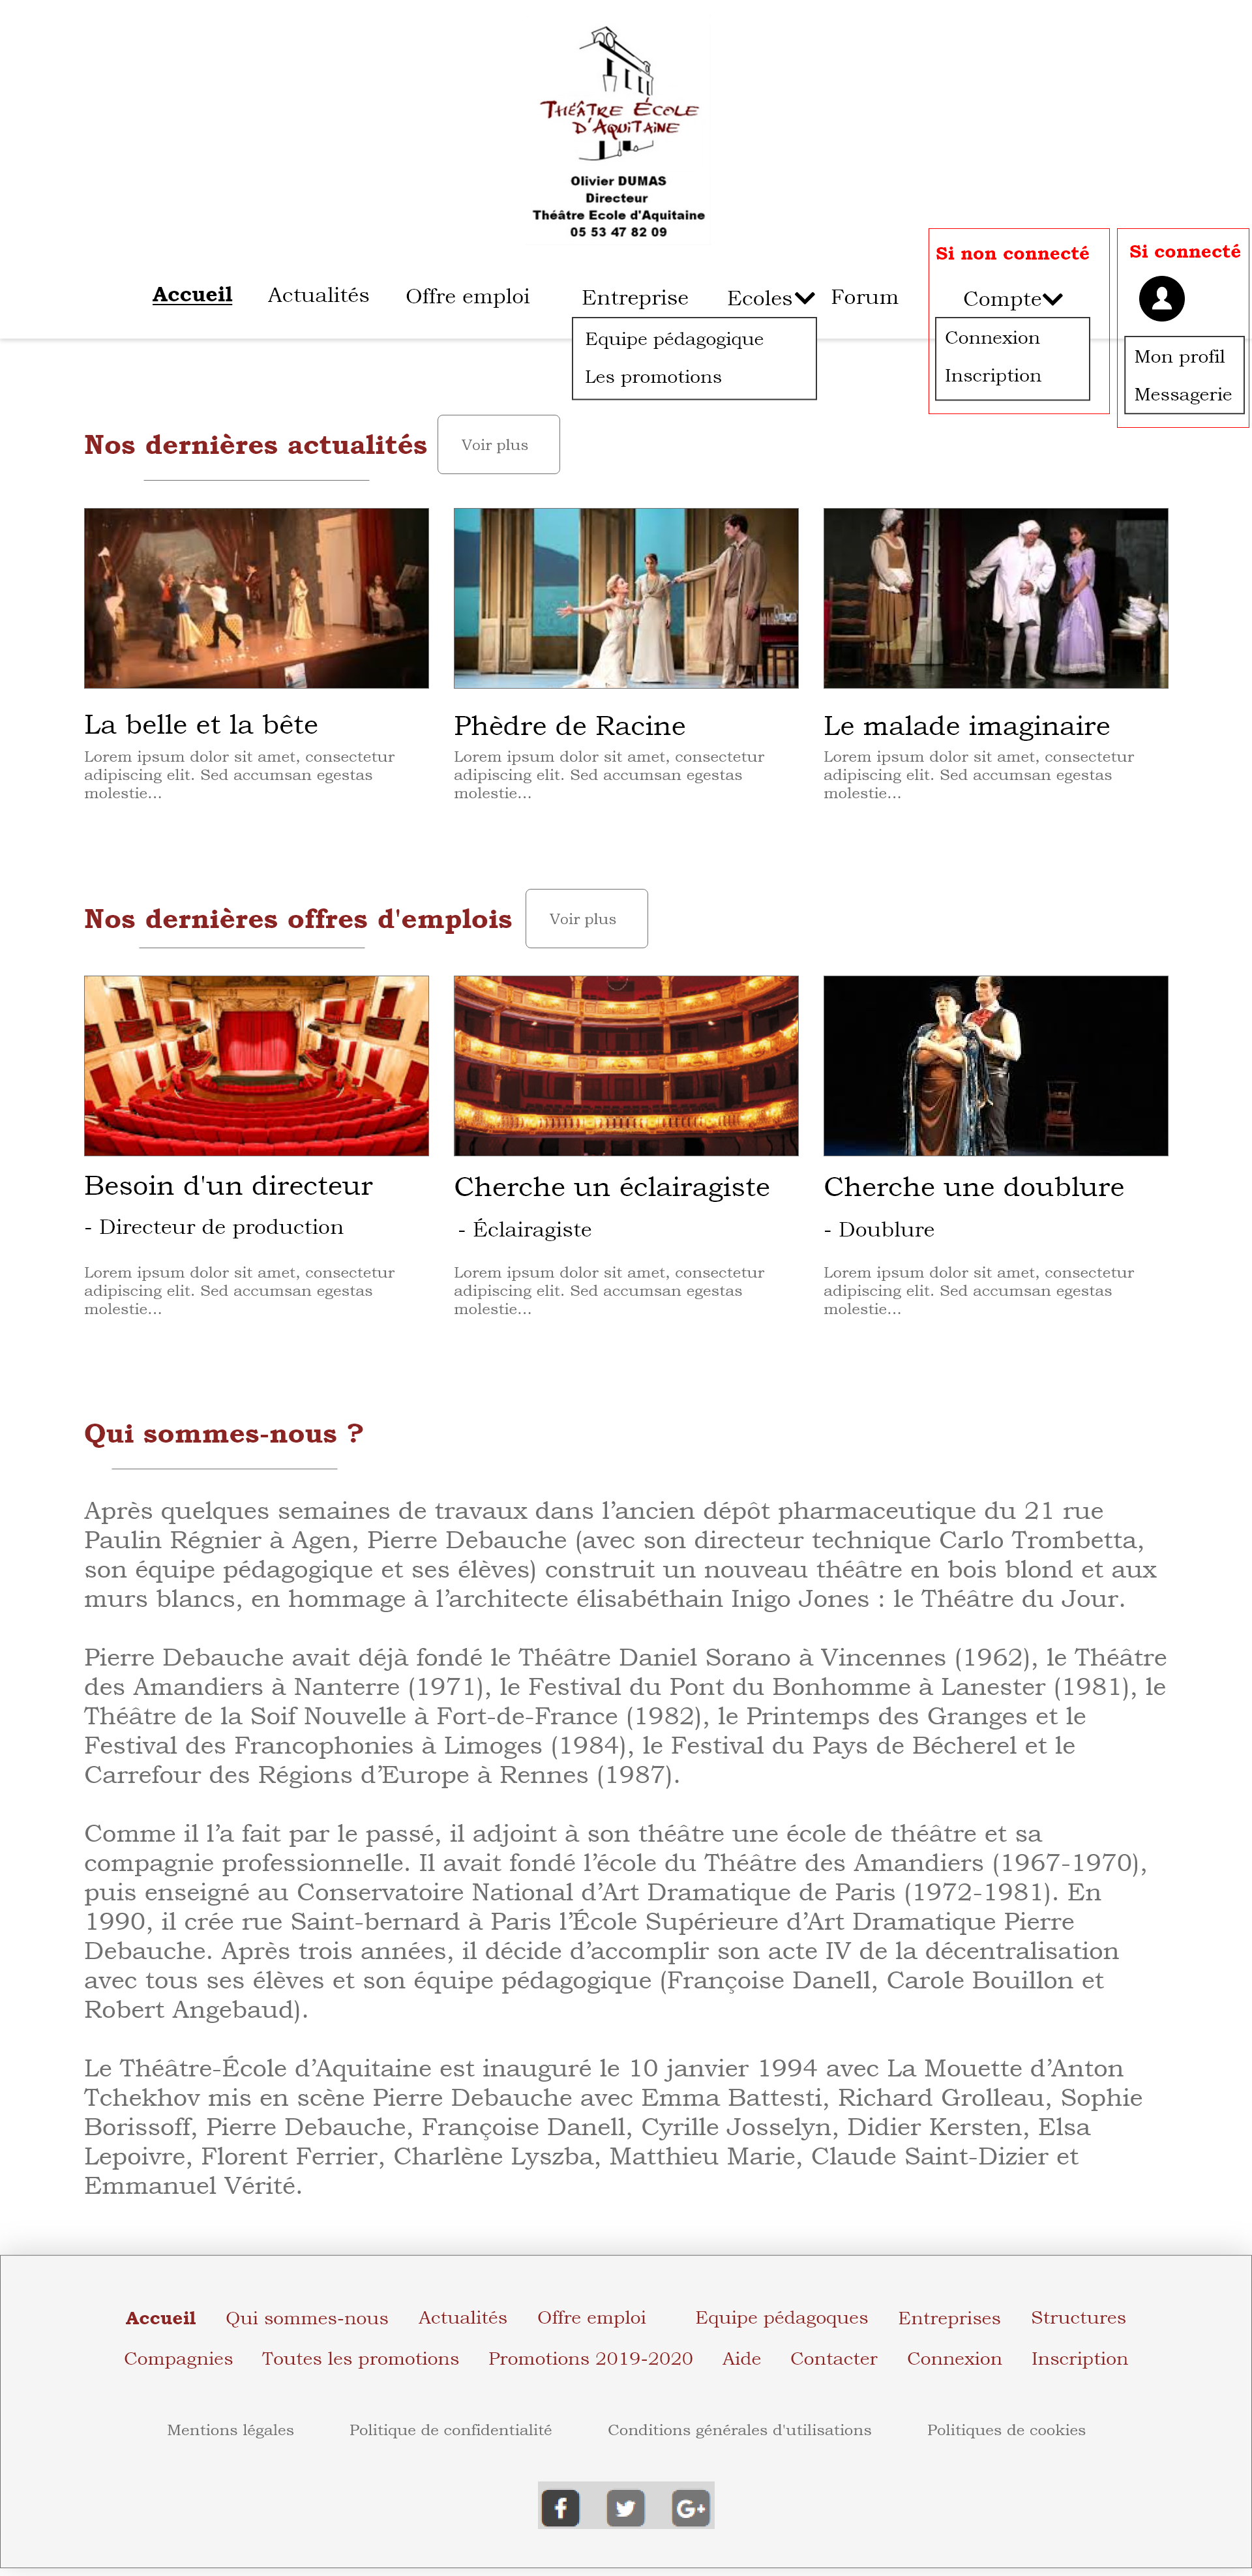 THÉÂTRE ÉCOLE
D'AQUITAINE
Olivier DUMAS
Directeur
Théâtre Ecole d'Aquitaine
05 53 47 82 09
Si non connecté
Si connecté
Accueil
Actualités
Offre emploi
Entreprise
Ecoles
Forum
Compte
Equipe pédagogique
Les promotions
Connexion
Inscription
Mon profil
Messagerie
Nos dernières actualités
Voir plus
La belle et la bête
Lorem ipsum dolor sit amet, consectetur
adipiscing elit. Sed accumsan egestas
molestie...
Phèdre de Racine
Lorem ipsum dolor sit amet, consectetur
adipiscing elit. Sed accumsan egestas
molestie...
Le malade imaginaire
Lorem ipsum dolor sit amet, consectetur
adipiscing elit. Sed accumsan egestas
molestie...
Nos dernières offres d'emplois
Voir plus
Besoin d'un directeur
- Directeur de production
Lorem ipsum dolor sit amet, consectetur
adipiscing elit. Sed accumsan egestas
molestie...
Cherche un éclairagiste
- Éclairagiste
Lorem ipsum dolor sit amet, consectetur
adipiscing elit. Sed accumsan egestas
molestie...
Cherche une doublure
- Doublure
Lorem ipsum dolor sit amet, consectetur
adipiscing elit. Sed accumsan egestas
molestie...
Qui sommes-nous ?
Après quelques semaines de travaux dans l’ancien dépôt pharmaceutique du 21 rue
Paulin Régnier à Agen, Pierre Debauche (avec son directeur technique Carlo Trombetta,
son équipe pédagogique et ses élèves) construit un nouveau théâtre en bois blond et aux
murs blancs, en hommage à l’architecte élisabéthain Inigo Jones : le Théâtre du Jour.
Pierre Debauche avait déjà fondé le Théâtre Daniel Sorano à Vincennes (1962), le Théâtre
des Amandiers à Nanterre (1971), le Festival du Pont du Bonhomme à Lanester (1981), le
Théâtre de la Soif Nouvelle à Fort-de-France (1982), le Printemps des Granges et le
Festival des Francophonies à Limoges (1984), le Festival du Pays de Bécherel et le
Carrefour des Régions d’Europe à Rennes (1987).
Comme il l’a fait par le passé, il adjoint à son théâtre une école de théâtre et sa
compagnie professionnelle. Il avait fondé l’école du Théâtre des Amandiers (1967-1970),
puis enseigné au Conservatoire National d’Art Dramatique de Paris (1972-1981). En
1990, il crée rue Saint-bernard à Paris l’École Supérieure d’Art Dramatique Pierre
Debauche. Après trois années, il décide d’accomplir son acte IV de la décentralisation
avec tous ses élèves et son équipe pédagogique (Françoise Danell, Carole Bouillon et
Robert Angebaud).
Le Théâtre-École d’Aquitaine est inauguré le 10 janvier 1994 avec La Mouette d’Anton
Tchekhov mis en scène Pierre Debauche avec Emma Battesti, Richard Grolleau, Sophie
Borissoff, Pierre Debauche, Françoise Danell, Cyrille Josselyn, Didier Kersten, Elsa
Lepoivre, Florent Ferrier, Charlène Lyszba, Matthieu Marie, Claude Saint-Dizier et
Emmanuel Vérité.
Accueil
Qui sommes-nous
Actualités
Offre emploi
Equipe pédagoques
Entreprises
Structures
Compagnies
Toutes les promotions
Promotions 2019-2020
Aide
Contacter
Connexion
Inscription
Mentions légales
Politique de confidentialité
Conditions générales d'utilisations
Politiques de cookies